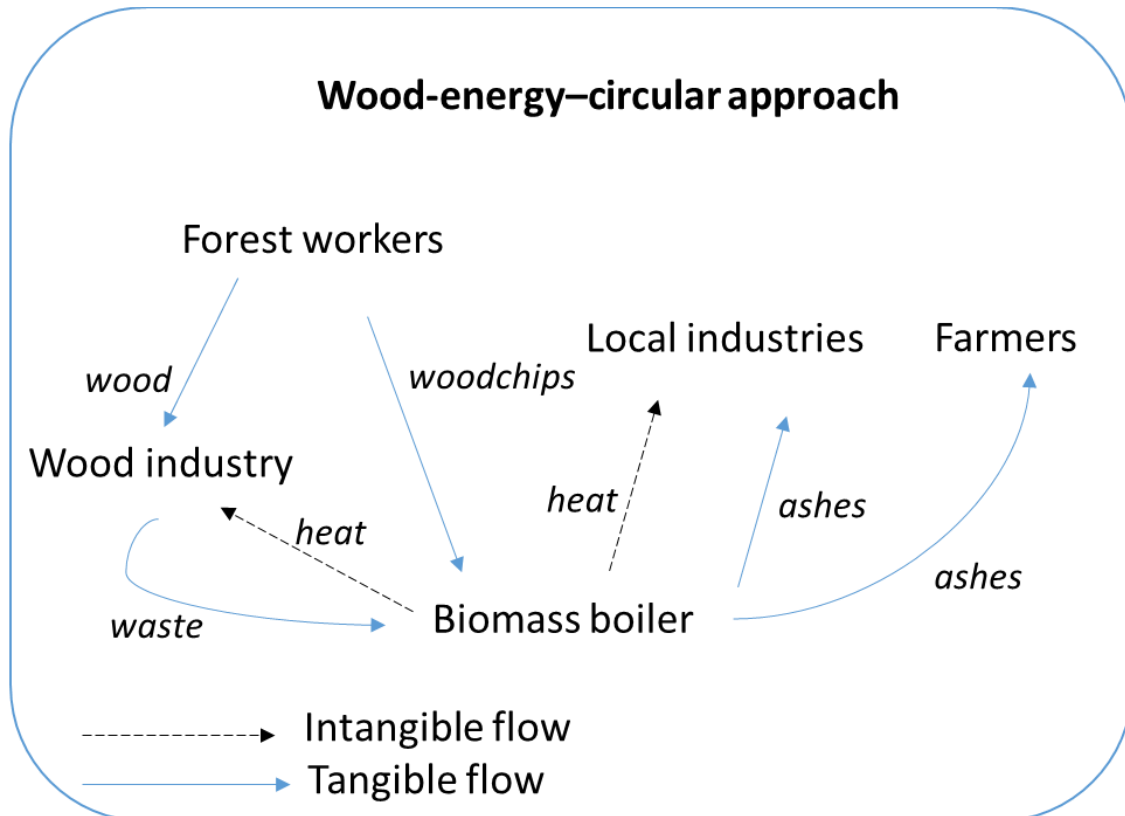 Wood-energy–circular approach
Forest workers
Local industries
Farmers
wood
woodchips
Wood industry
heat
heat
ashes
ashes
waste
Biomass boiler
Intangible flow
Tangible flow